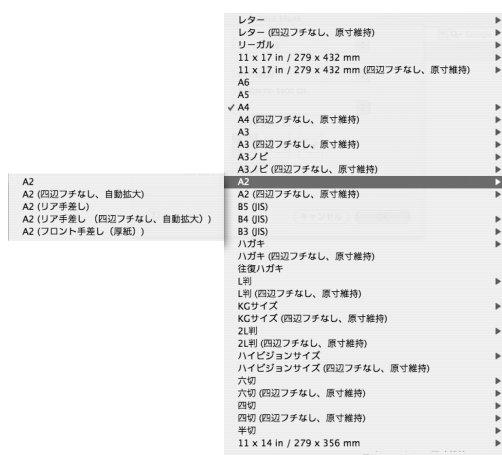 レター
レター (四辺フチなし、原寸維持)
リーガル
11 x 17 in / 279 x 432 mm
11 x 17 in / 279 x 432 mm (四辺フチなし、原寸維持)
A6
A5
✓ A4
A4 (四辺フチなし、原寸維持)
A3
A3 (四辺フチなし、原寸維持)
A3ノビ
A3ノビ (四辺フチなし、原寸維持)
A2
A2 (四辺フチなし、原寸維持)
B5 (JIS)
B4 (JIS)
B3 (JIS)
ハガキ
ハガキ (四辺フチなし、原寸維持)
往復ハガキ
L判
L判 (四辺フチなし、原寸維持)
KGサイズ
KGサイズ (四辺フチなし、原寸維持)
2L判
2L判 (四辺フチなし、原寸維持)
ハイビジョンサイズ
ハイビジョンサイズ (四辺フチなし、原寸維持)
六切
六切 (四辺フチなし、原寸維持)
四切
四切 (四辺フチなし、原寸維持)
半切
11 x 14 in / 279 x 356 mm
A2
A2 (四辺フチなし、自動拡大)
A2 (リア手差し)
A2 (リア手差し (四辺フチなし、自動拡大) )
A2 (フロント手差し (厚紙) )